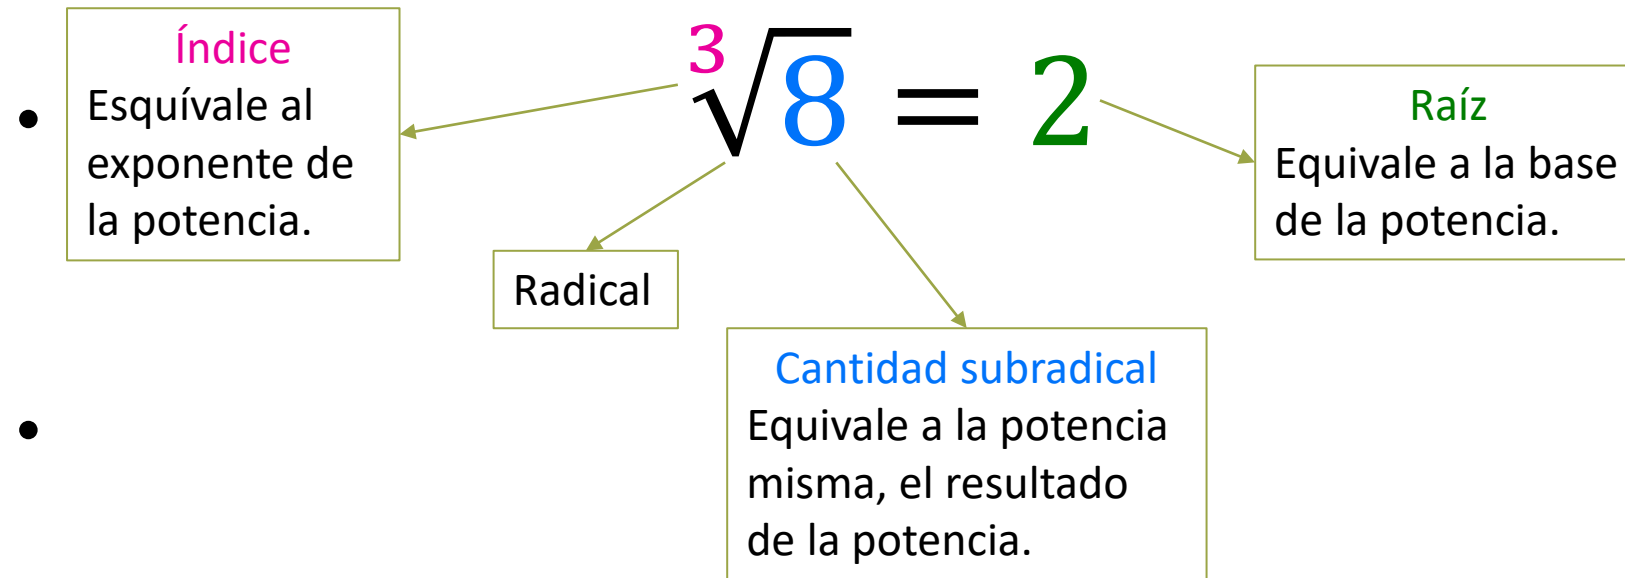 ∛8 = 2
Índice
Esquívale al
exponente de
la potencia.
Radical
Cantidad subradical
Equivale a la potencia
misma, el resultado
de la potencia.
Raíz
Equivale a la base
de la potencia.